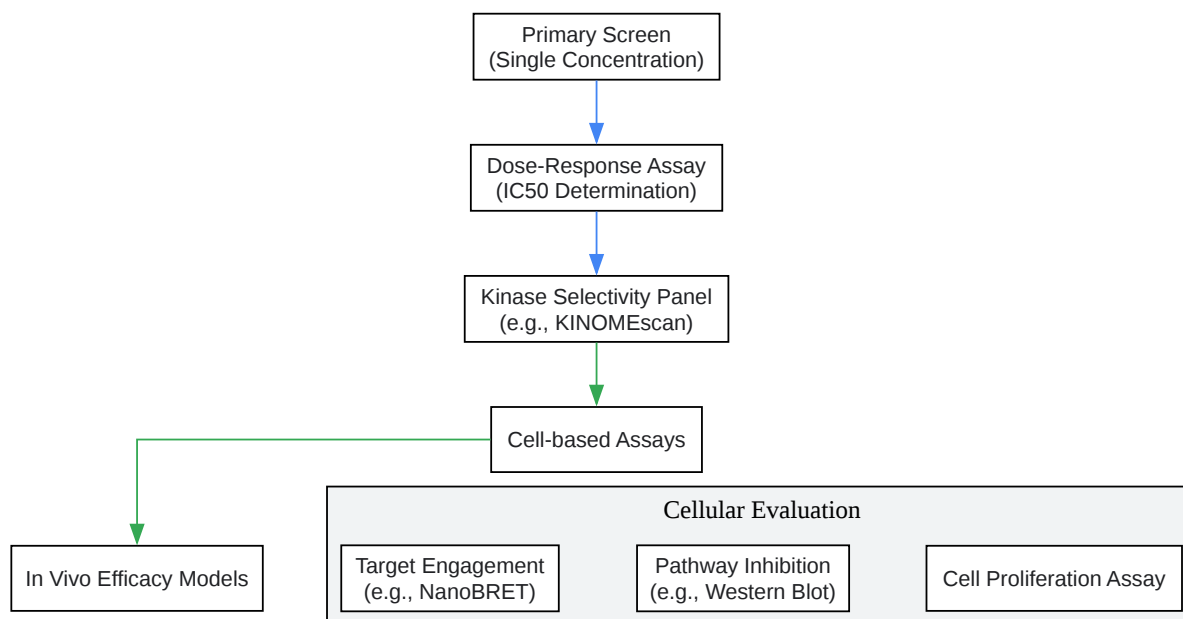 Primary Screen
(Single Concentration)
Dose-Response Assay
(IC50 Determination)
Kinase Selectivity Panel
(e.g., KINOMEscan)
Cell-based Assays
Cellular Evaluation
In Vivo Efficacy Models
Target Engagement
(e.g., NanoBRET)
Pathway Inhibition
(e.g., Western Blot)
Cell Proliferation Assay